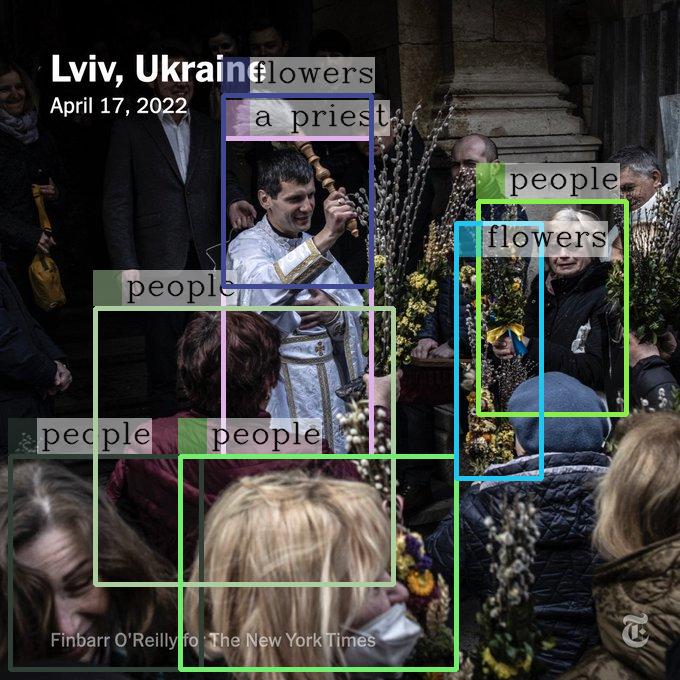 Lviv, Ukraine
April 17, 2022
flowers
a priest
people
flowers
people
people
people
Finbarr O'Reilly for The New York Times
T